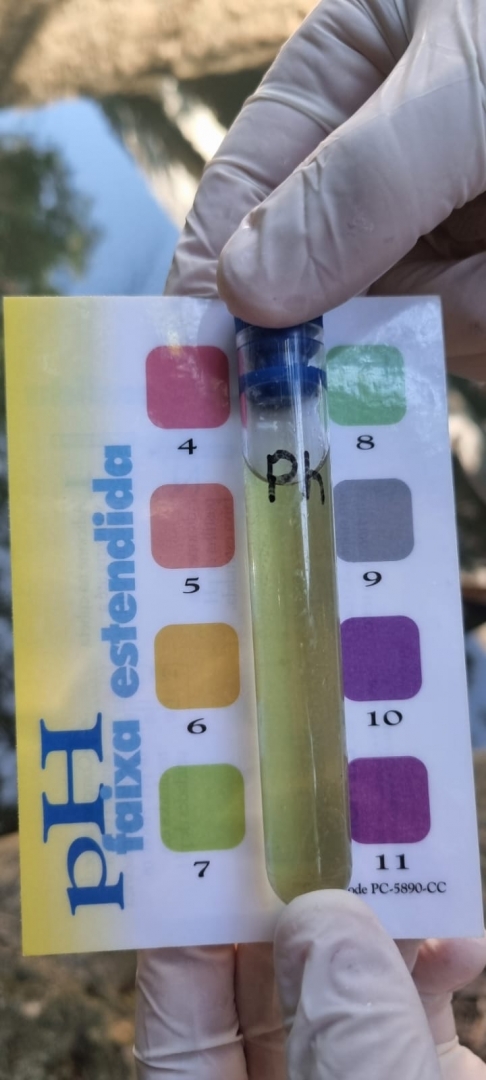 pH
faixa estendida
4
5
6
7
Ph
8
9
10
11
ode PC-5890-CC